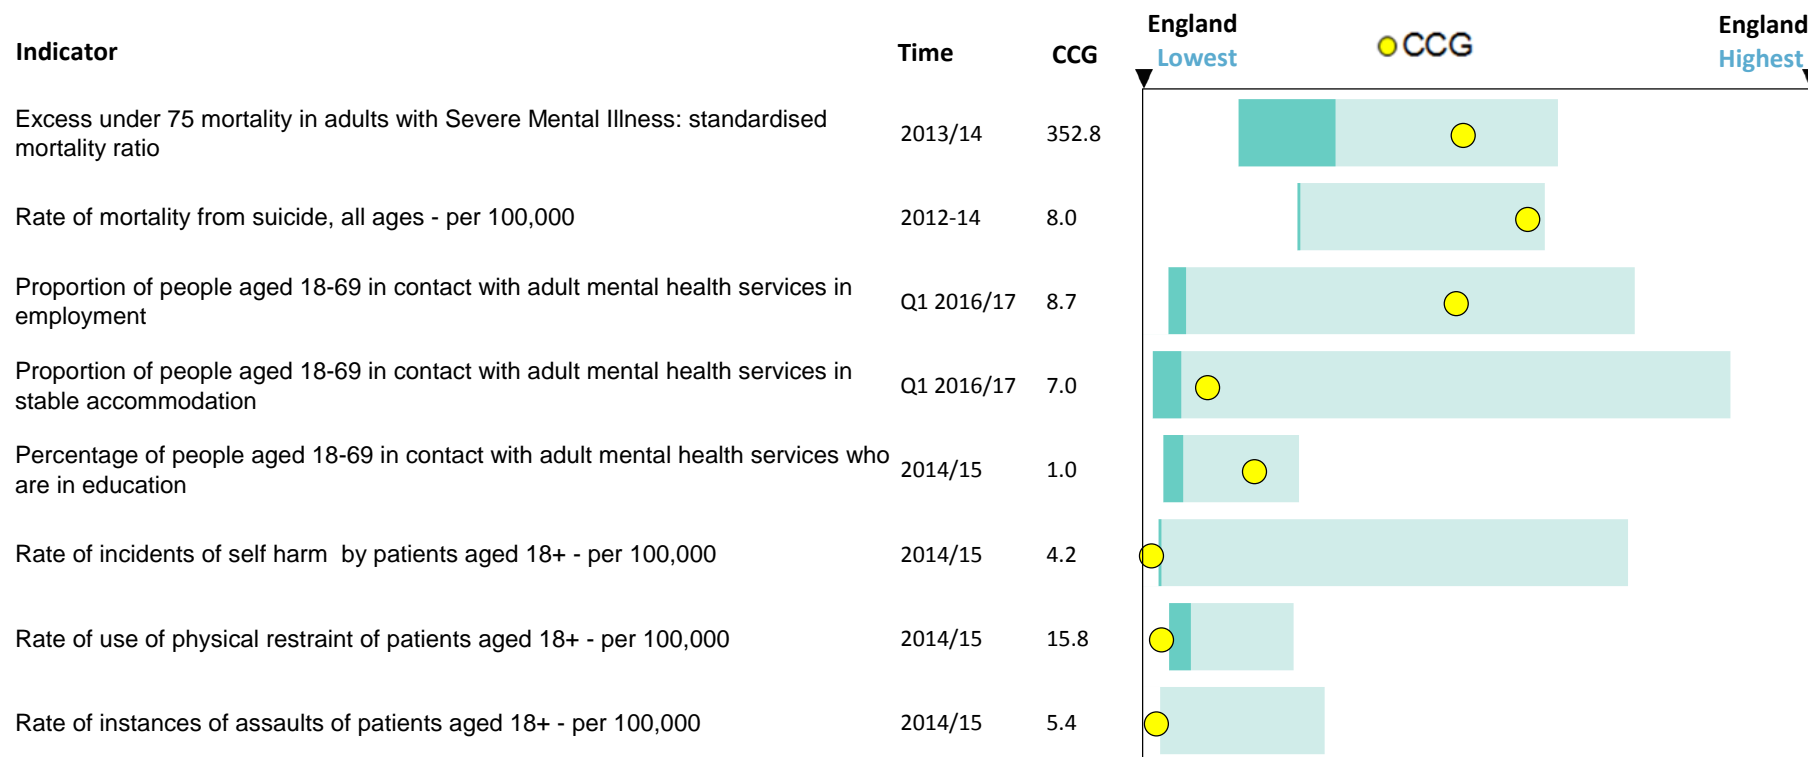 England England
Indicator Time CCG Lowest CCG Highest
Excess under 75 mortality in adults with Severe Mental Illness: standardised
mortality ratio 2013/14 352.8
Rate of mortality from suicide, all ages - per 100,000 2012-14 8.0
Proportion of people aged 18-69 in contact with adult mental health services in
employment Q1 2016/17 8.7
Proportion of people aged 18-69 in contact with adult mental health services in
stable accommodation Q1 2016/17 7.0
Percentage of people aged 18-69 in contact with adult mental health services who
are in education 2014/15 1.0
Rate of incidents of self harm  by patients aged 18+ - per 100,000 2014/15 4.2
Rate of use of physical restraint of patients aged 18+ - per 100,000 2014/15 15.8
Rate of instances of assaults of patients aged 18+ - per 100,000 2014/15 5.4